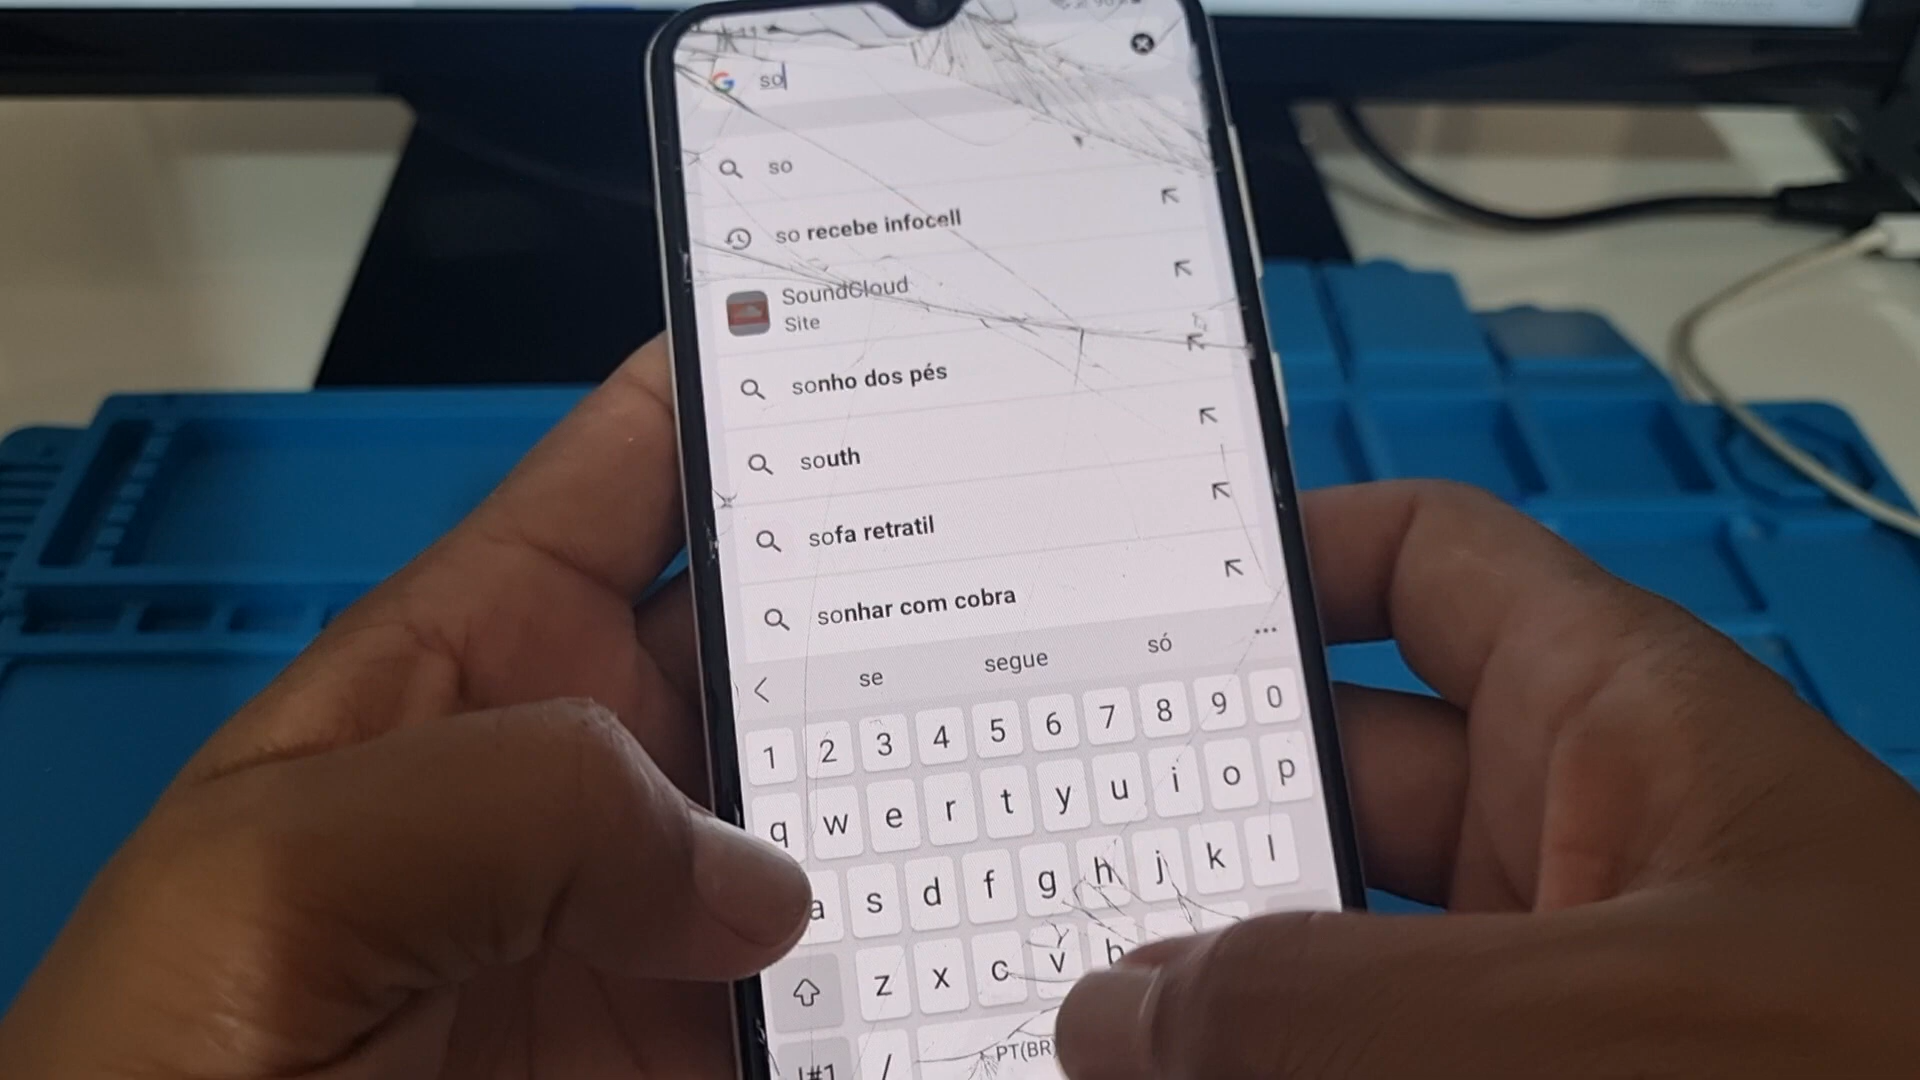 so
so
so recebe infocell
SoundCloud
Site
sonho dos pés
south
sofa retratil
sonhar com cobra
se segue só
1 2 3 4 5 6 7 8 9 0
q w e r t y u i o p
a s d f g h j k l
z x c v b
!#1 / PT(BR)